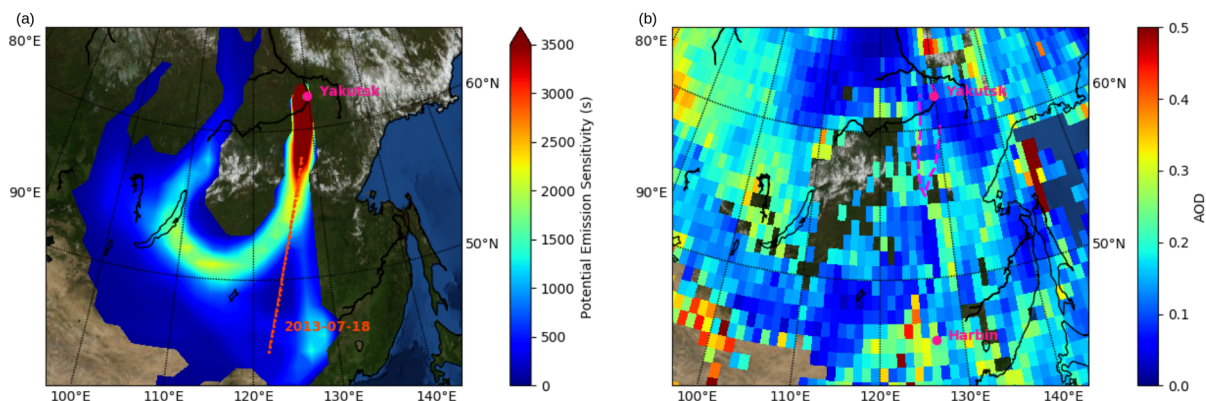 (a)
80°E
90°E
100°E
110°E
120°E
130°E
140°E
60°N
50°N
Yakutsk
2013-07-18
3500
3000
2500
2000
1500
1000
500
0
Potential Emission Sensitivity (s)
(b)
80°E
90°E
100°E
110°E
120°E
130°E
140°E
60°N
50°N
Yakutsk
Harbin
0.5
0.4
0.3
0.2
0.1
0.0
AOD